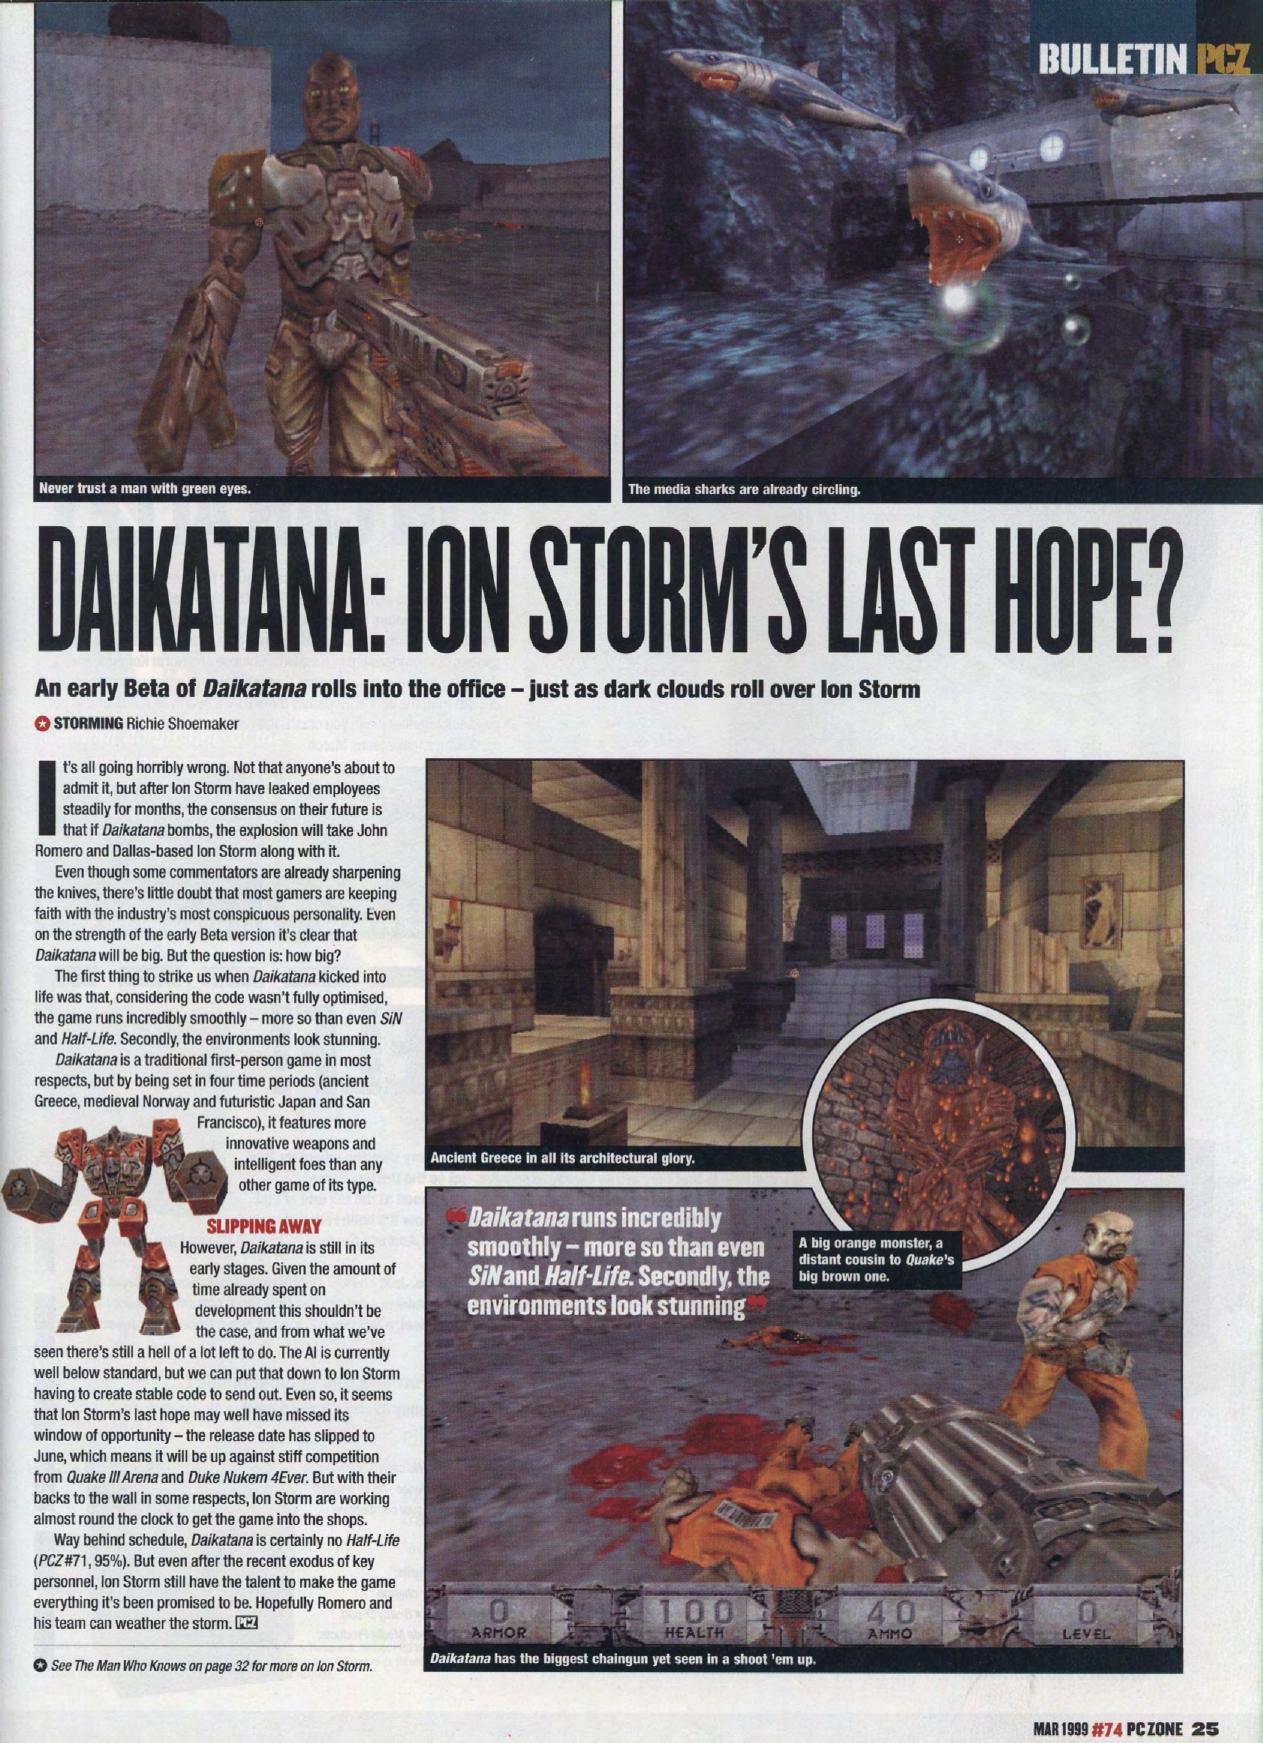 BULLETIN PCZ
Never trust a man with green eyes.
The media sharks are already circling.
DAIKATANA: ION STORM'S LAST HOPE?
An early Beta of Daikatana rolls into the office – just as dark clouds roll over Ion Storm
STORMING Richie Shoemaker
It's all going horribly wrong. Not that anyone's about to
admit it, but after Ion Storm have leaked employees
steadily for months, the consensus on their future is
that if Daikatana bombs, the explosion will take John
Romero and Dallas-based Ion Storm along with it.
Even though some commentators are already sharpening
the knives, there's little doubt that most gamers are keeping
faith with the industry's most conspicuous personality. Even
on the strength of the early Beta version it's clear that
Daikatana will be big. But the question is: how big?
The first thing to strike us when Daikatana kicked into
life was that, considering the code wasn't fully optimised,
the game runs incredibly smoothly – more so than even SiN
and Half-Life. Secondly, the environments look stunning.
Daikatana is a traditional first-person game in most
respects, but by being set in four time periods (ancient
Greece, medieval Norway and futuristic Japan and San
Francisco), it features more
innovative weapons and
intelligent foes than any
other game of its type.
SLIPPING AWAY
However, Daikatana is still in its
early stages. Given the amount of
time already spent on
development this shouldn't be
the case, and from what we've
seen there's still a hell of a lot left to do. The AI is currently
well below standard, but we can put that down to Ion Storm
having to create stable code to send out. Even so, it seems
that Ion Storm's last hope may well have missed its
window of opportunity – the release date has slipped to
June, which means it will be up against stiff competition
from Quake III Arena and Duke Nukem 4Ever. But with their
backs to the wall in some respects, Ion Storm are working
almost round the clock to get the game into the shops.
Way behind schedule, Daikatana is certainly no Half-Life
(PCZ #71, 95%). But even after the recent exodus of key
personnel, Ion Storm still have the talent to make the game
everything it's been promised to be. Hopefully Romero and
his team can weather the storm. PCZ
See The Man Who Knows on page 32 for more on Ion Storm.
Ancient Greece in all its architectural glory.
“Daikatana runs incredibly
smoothly – more so than even
SiN and Half-Life. Secondly, the
environments look stunning”
A big orange monster, a
distant cousin to Quake's
big brown one.
0 100 40 0
ARMOR HEALTH AMMO LEVEL
Daikatana has the biggest chaingun yet seen in a shoot 'em up.
MAR 1999 #74 PC ZONE 25